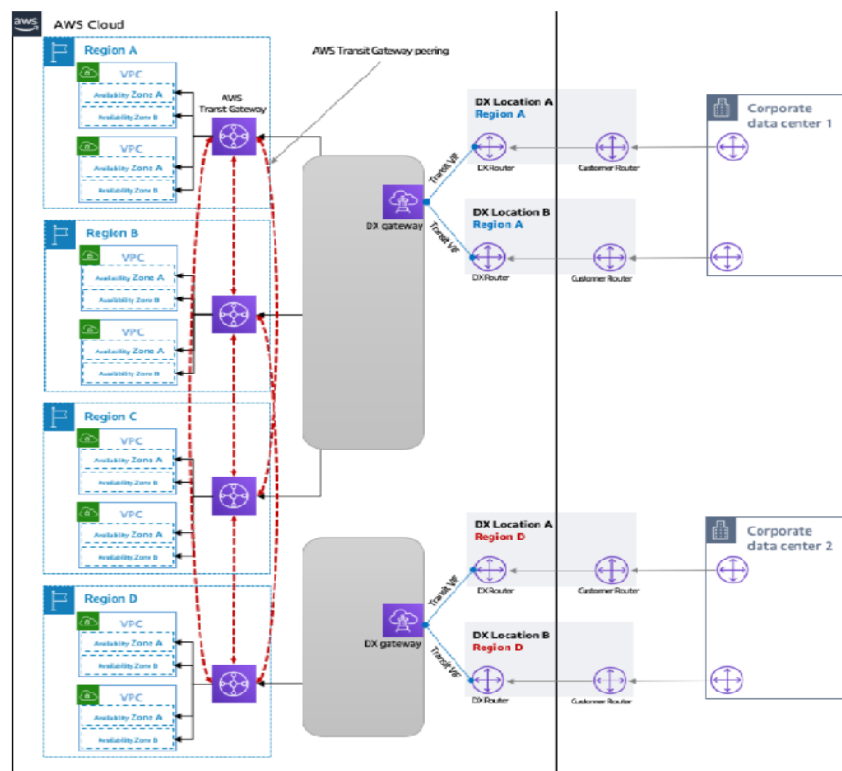 aws
AWS Cloud
Region A
VPC
Availability Zone A
Availability Zone B
VPC
Availability Zone A
Availability Zone B
AWS
Transit Gateway
AWS Transit Gateway peering
Region B
VPC
Availability Zone A
Availability Zone B
VPC
Availability Zone A
Availability Zone B
Region C
VPC
Availability Zone A
Availability Zone B
VPC
Availability Zone A
Availability Zone B
Region D
VPC
Availability Zone A
Availability Zone B
VPC
Availability Zone A
Availability Zone B
DX gateway
Transit VIF
Transit VIF
DX Location A
Region A
DX Router
Customer Router
DX Location B
Region A
DX Router
Customer Router
Corporate
data center 1
DX gateway
Transit VIF
Transit VIF
DX Location A
Region D
DX Router
Customer Router
DX Location B
Region D
DX Router
Customer Router
Corporate
data center 2